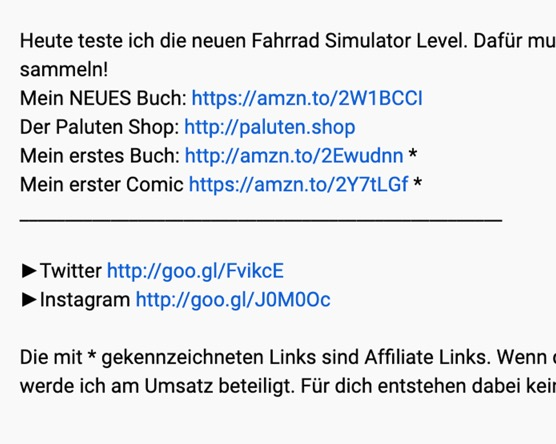 Heute teste ich die neuen Fahrrad Simulator Level. Dafür mu
sammeln!
Mein NEUES Buch: https://amzn.to/2W1BCCI
Der Paluten Shop: http://paluten.shop
Mein erstes Buch: http://amzn.to/2Ewudnn *
Mein erster Comic https://amzn.to/2Y7tLGf *
►Twitter http://goo.gl/FvikcE
►Instagram http://goo.gl/J0M0Oc
Die mit * gekennzeichneten Links sind Affiliate Links. Wenn
werde ich am Umsatz beteiligt. Für dich entstehen dabei kei